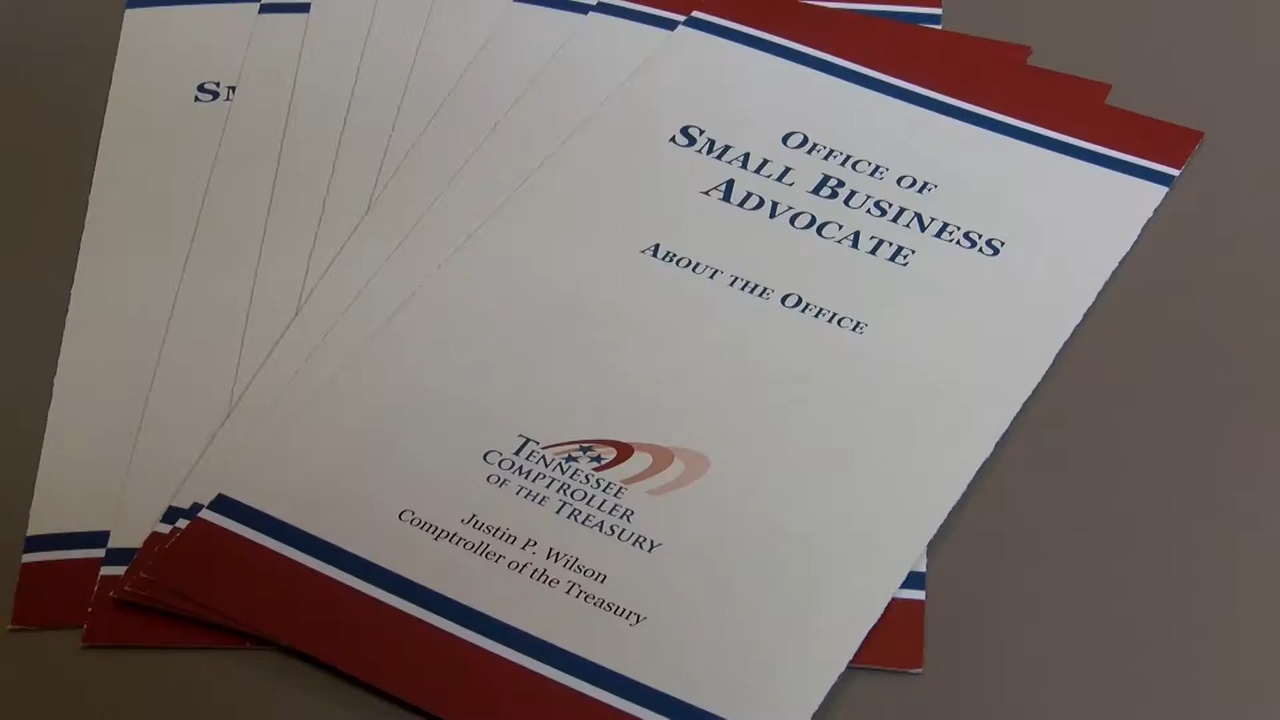 OFFICE OF
SMALL BUSINESS
ADVOCATE
ABOUT THE OFFICE
TENNESSEE
COMPTROLLER
OF THE TREASURY
Justin P. Wilson
Comptroller of the Treasury